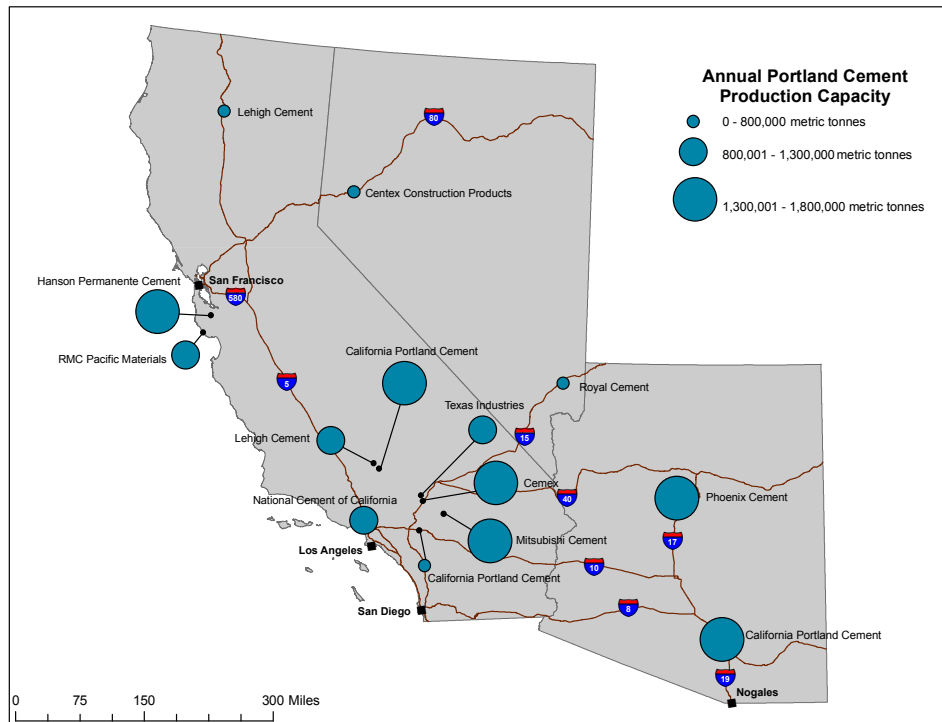 Annual Portland Cement
Production Capacity
0 - 800,000 metric tonnes
800,001 - 1,300,000 metric tonnes
1,300,001 - 1,800,000 metric tonnes
Lehigh Cement
80
Centex Construction Products
Hanson Permanente Cement
San Francisco
580
RMC Pacific Materials
California Portland Cement
5
Royal Cement
Texas Industries
15
Lehigh Cement
Cemex
40
Phoenix Cement
National Cement of California
Mitsubishi Cement
17
Los Angeles
10
California Portland Cement
San Diego
8
California Portland Cement
19
Nogales
0 75 150 300 Miles